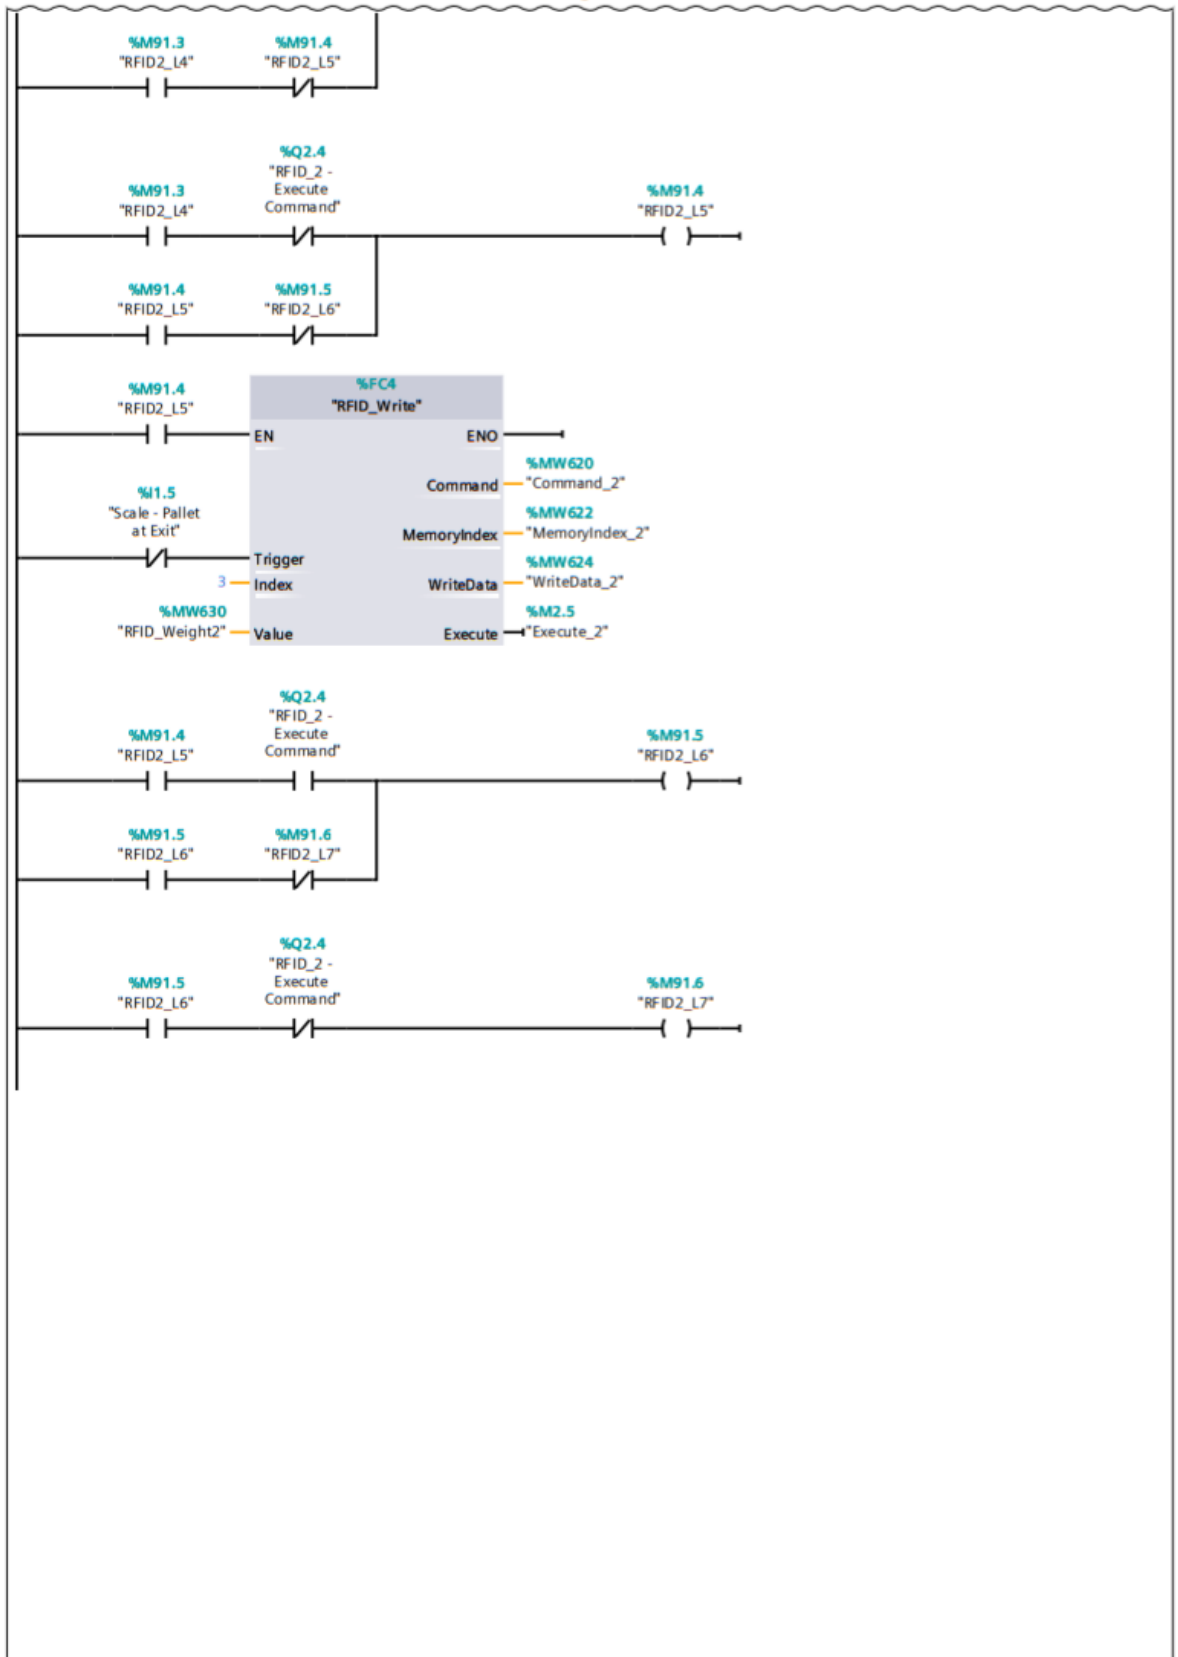 %M91.3 %M91.4
"RFID2_L4" "RFID2_L5"
%Q2.4
"RFID_2 -
%M91.3 Execute %M91.4
"RFID2_L4" Command" "RFID2_L5"
%M91.4 %M91.5
"RFID2_L5" "RFID2_L6"
%M91.4 %FC4
"RFID2_L5" "RFID_Write"
EN ENO
%MW620
Command "Command_2"
%I1.5
"Scale - Pallet %MW622
at Exit" MemoryIndex "MemoryIndex_2"
Trigger %MW624
3 Index WriteData "WriteData_2"
%MW630 %M2.5
"RFID_Weight2" Value Execute "Execute_2"
%Q2.4
"RFID_2 -
%M91.4 Execute %M91.5
"RFID2_L5" Command" "RFID2_L6"
%M91.5 %M91.6
"RFID2_L6" "RFID2_L7"
%Q2.4
"RFID_2 -
%M91.5 Execute %M91.6
"RFID2_L6" Command" "RFID2_L7"